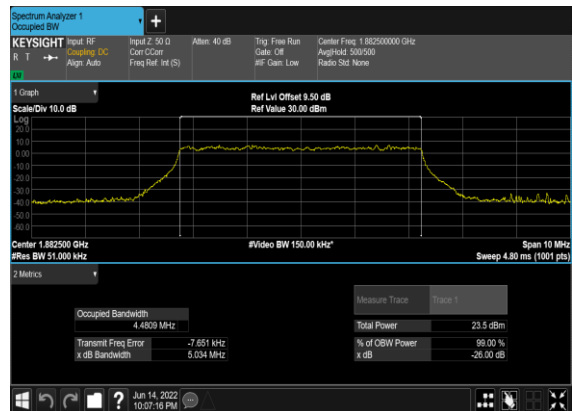 Spectrum Analyzer 1
Occupied BW
+
KEYSIGHT Input: RF Input Z: 50 Ω Atten: 40 dB Trig: Free Run Center Freq: 1.882500000 GHz
R T Coupling: DC Corr CCorr Gate: Off Avg|Hold: 500/500
Align: Auto Freq Ref: Int (S) #IF Gain: Low Radio Std: None
LW
1 Graph
Ref Lvl Offset 9.50 dB
Scale/Div 10.0 dB Ref Value 30.00 dBm
Log
20.0
10.0
0.00
-10.0
-20.0
-30.0
-40.0
-50.0
-60.0
Center 1.882500 GHz #Video BW 150.00 kHz* Span 10 MHz
#Res BW 51.000 kHz Sweep 4.80 ms (1001 pts)
2 Metrics
Measure Trace Trace 1
Occupied Bandwidth
4.4809 MHz Total Power 23.5 dBm
Transmit Freq Error -7.651 kHz % of OBW Power 99.00 %
x dB Bandwidth 5.034 MHz x dB -26.00 dB
? Jun 14, 2022
10:07:16 PM